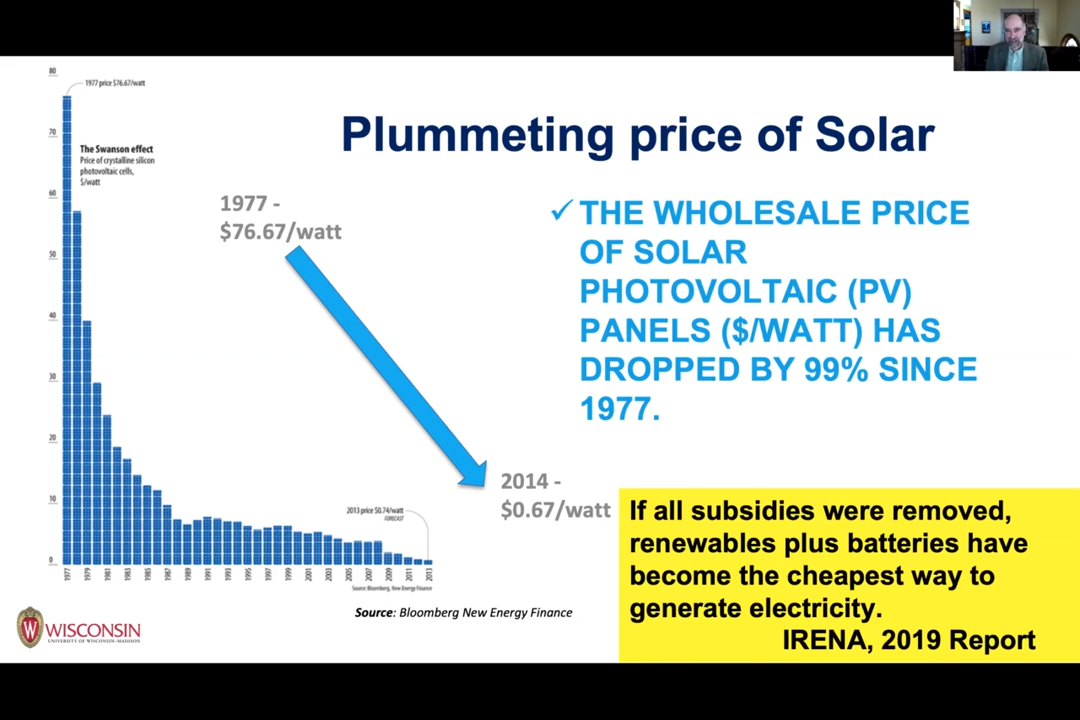 Plummeting price of Solar
80
1977 price $76.67/watt
70
The Swanson effect
Price of crystalline silicon
photovoltaic cells,
$/watt
60
50
40
30
20
10
0
2013 price $0.74/watt
FORECAST
1977
1979
1981
1983
1985
1987
1989
1991
1993
1995
1997
1999
2001
2003
2005
2007
2009
2011
2013
Source: Bloomberg, New Energy Finance
1977 -
$76.67/watt
2014 -
$0.67/watt
✓ THE WHOLESALE PRICE
OF SOLAR
PHOTOVOLTAIC (PV)
PANELS ($/WATT) HAS
DROPPED BY 99% SINCE
1977.
If all subsidies were removed,
renewables plus batteries have
become the cheapest way to
generate electricity.
IRENA, 2019 Report
Source: Bloomberg New Energy Finance
W WISCONSIN
UNIVERSITY OF WISCONSIN–MADISON